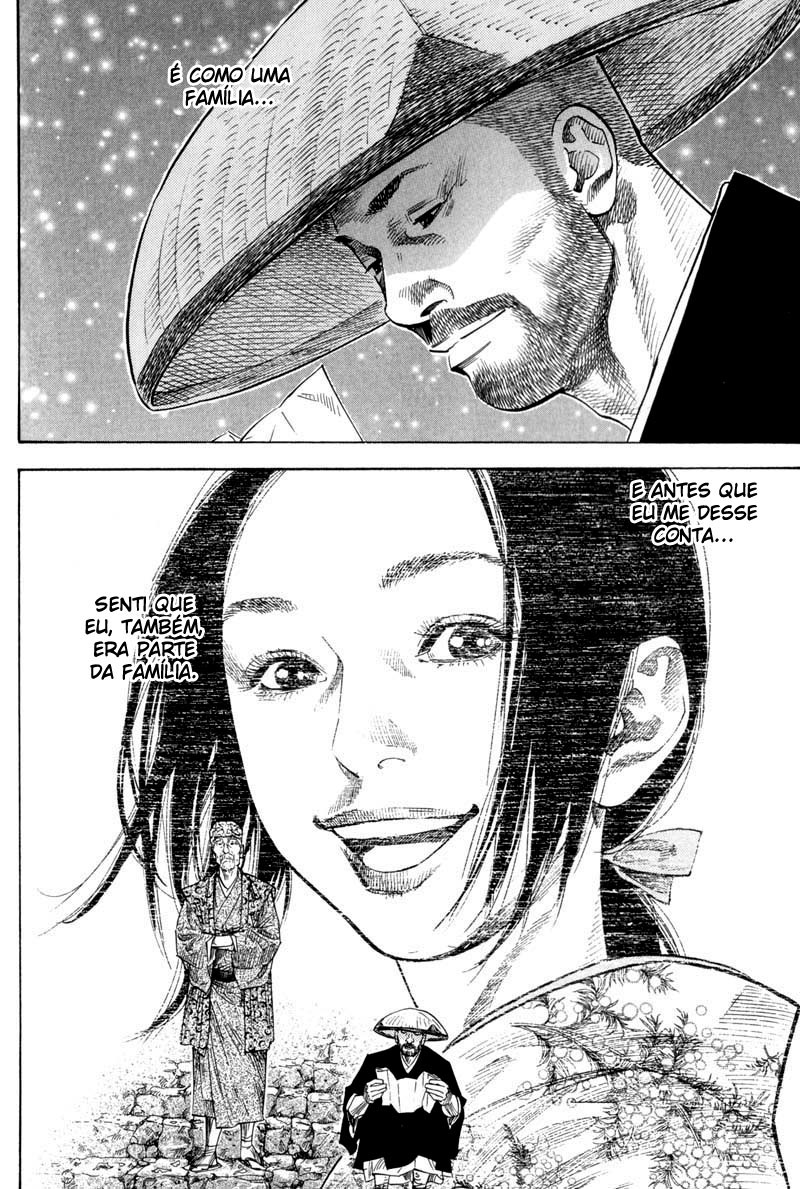 É COMO UMA
FAMÍLIA...
E ANTES QUE
EU ME DESSE
CONTA...
SENTI QUE
EU, TAMBÉM,
ERA PARTE
DA FAMÍLIA.